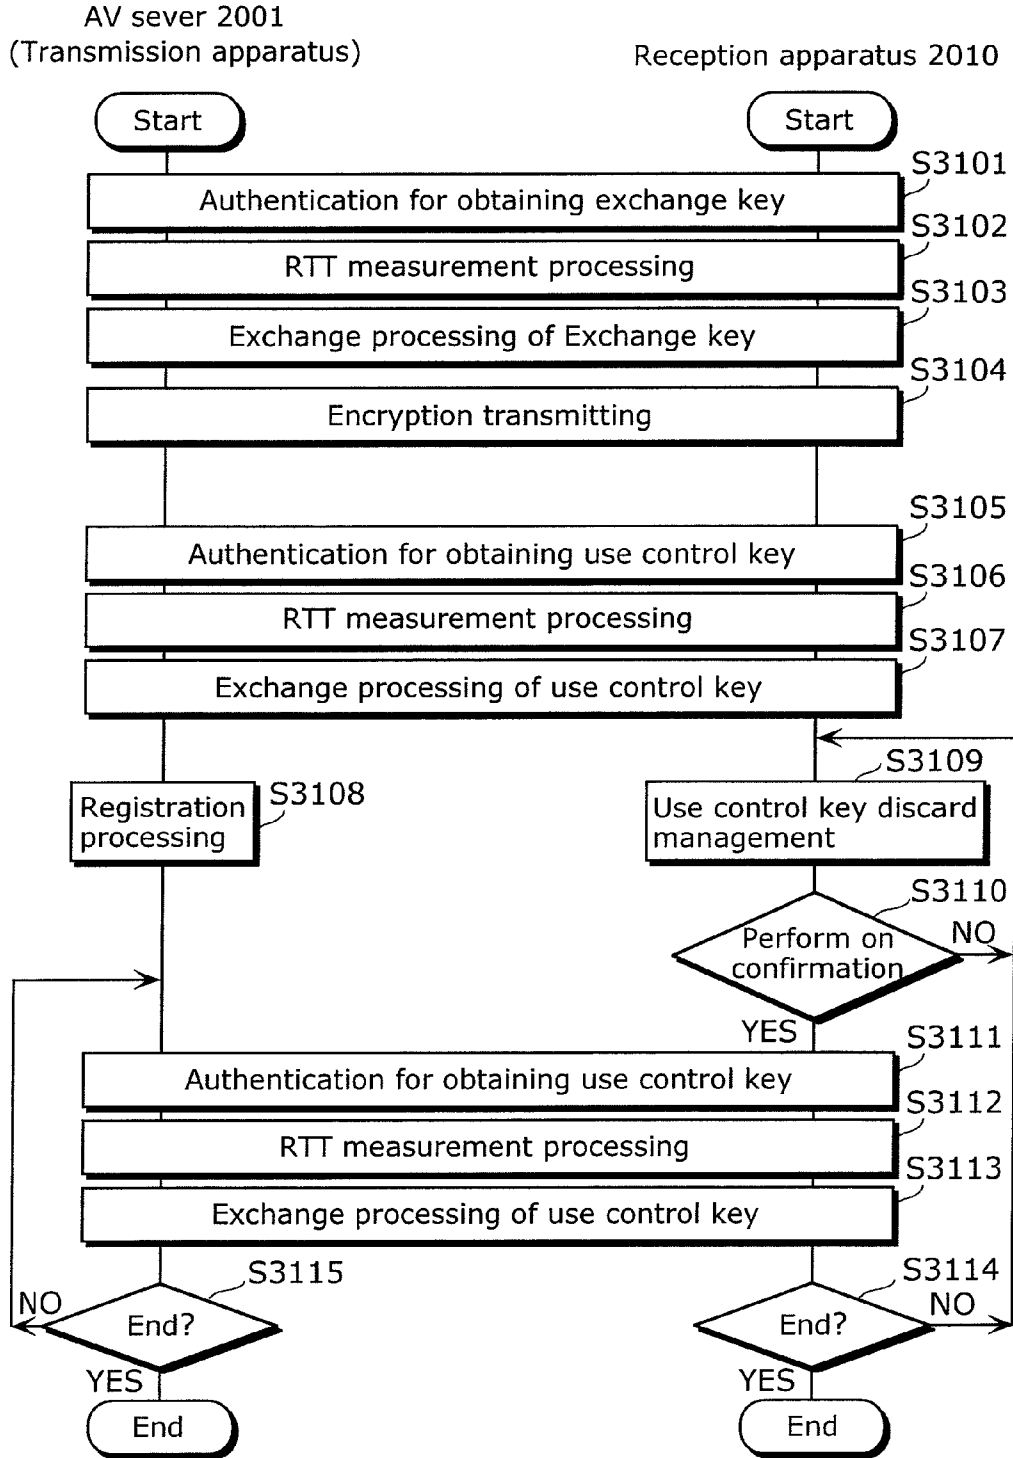 AV sever 2001
(Transmission apparatus)
Reception apparatus 2010
Start
Start
S3101
Authentication for obtaining exchange key
S3102
RTT measurement processing
S3103
Exchange processing of Exchange key
S3104
Encryption transmitting
S3105
Authentication for obtaining use control key
S3106
RTT measurement processing
S3107
Exchange processing of use control key
S3108
Registration
processing
S3109
Use control key discard
management
S3110
Perform on
confirmation
NO
YES
S3111
Authentication for obtaining use control key
S3112
RTT measurement processing
S3113
Exchange processing of use control key
S3115
End?
NO
YES
End
S3114
End?
NO
YES
End